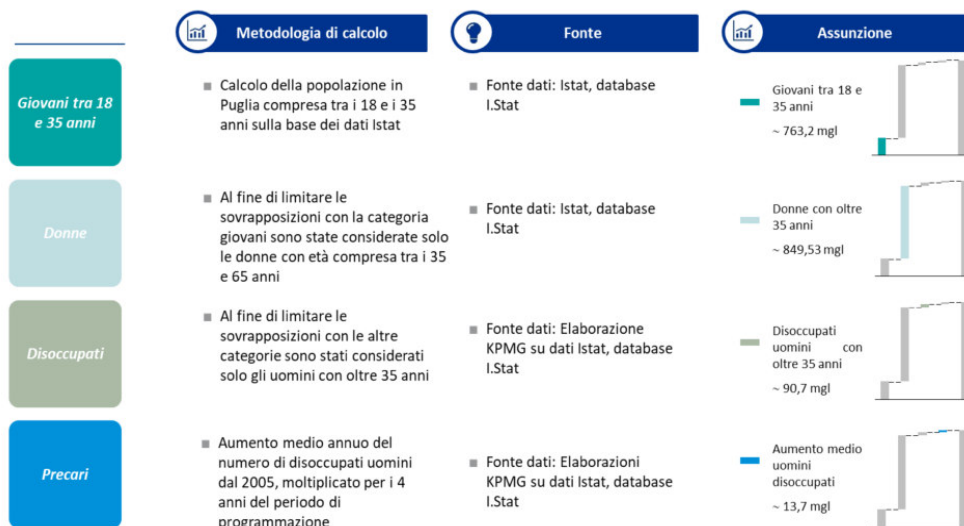 Metodologia di calcolo
Fonte
Assunzione
Giovani tra 18
e 35 anni
■ Calcolo della popolazione in
Puglia compresa tra i 18 e i 35
anni sulla base dei dati Istat
■ Fonte dati: Istat, database
I.Stat
Giovani tra 18 e
35 anni
~ 763,2 mgl
Donne
■ Al fine di limitare le
sovrapposizioni con la categoria
giovani sono state considerate solo
le donne con età compresa tra i 35
e 65 anni
■ Fonte dati: Istat, database
I.Stat
Donne con oltre
35 anni
~ 849,53 mgl
Disoccupati
■ Al fine di limitare le
sovrapposizioni con le altre
categorie sono stati considerati
solo gli uomini con oltre 35 anni
■ Fonte dati: Elaborazione
KPMG su dati Istat, database
I.Stat
Disoccupati
uomini con
oltre 35 anni
~ 90,7 mgl
Precari
■ Aumento medio annuo del
numero di disoccupati uomini
dal 2005, moltiplicato per i 4
anni del periodo di
programmazione
■ Fonte dati: Elaborazioni
KPMG su dati Istat, database
I.Stat
Aumento medio
uomini
disoccupati
~ 13,7 mgl